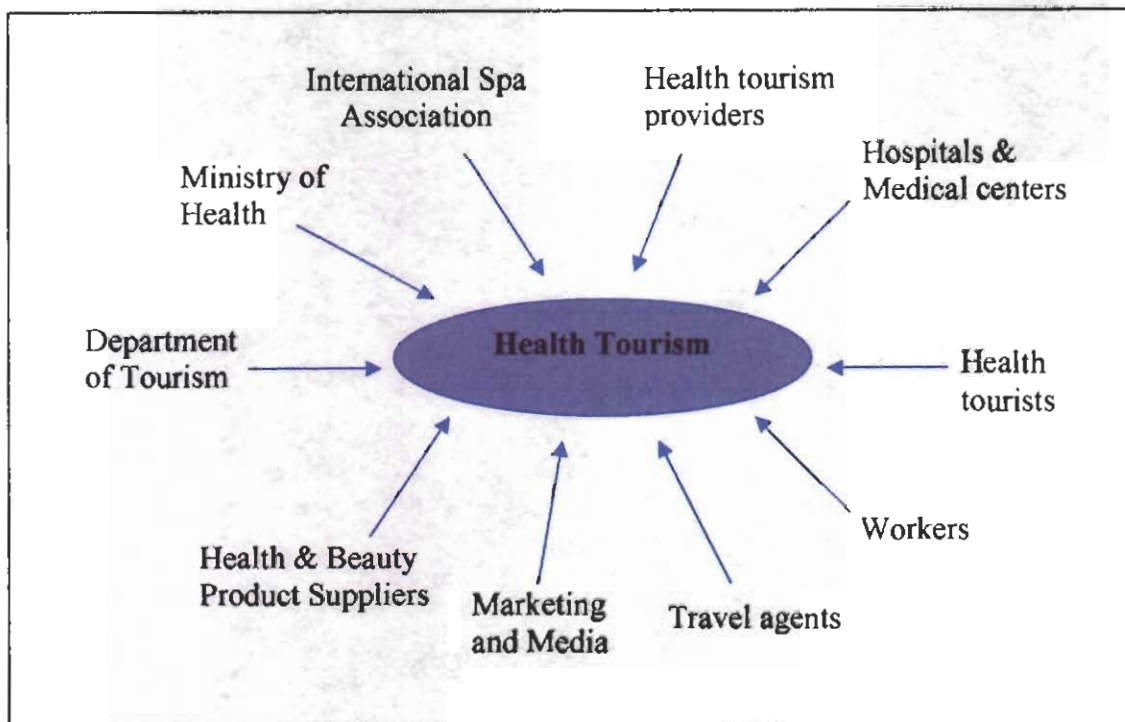 International Spa
Association
Health tourism
providers
Hospitals &
Medical centers
Ministry of
Health
Health Tourism
Department
of Tourism
Health
tourists
Workers
Health & Beauty
Product Suppliers
Marketing
and Media
Travel agents